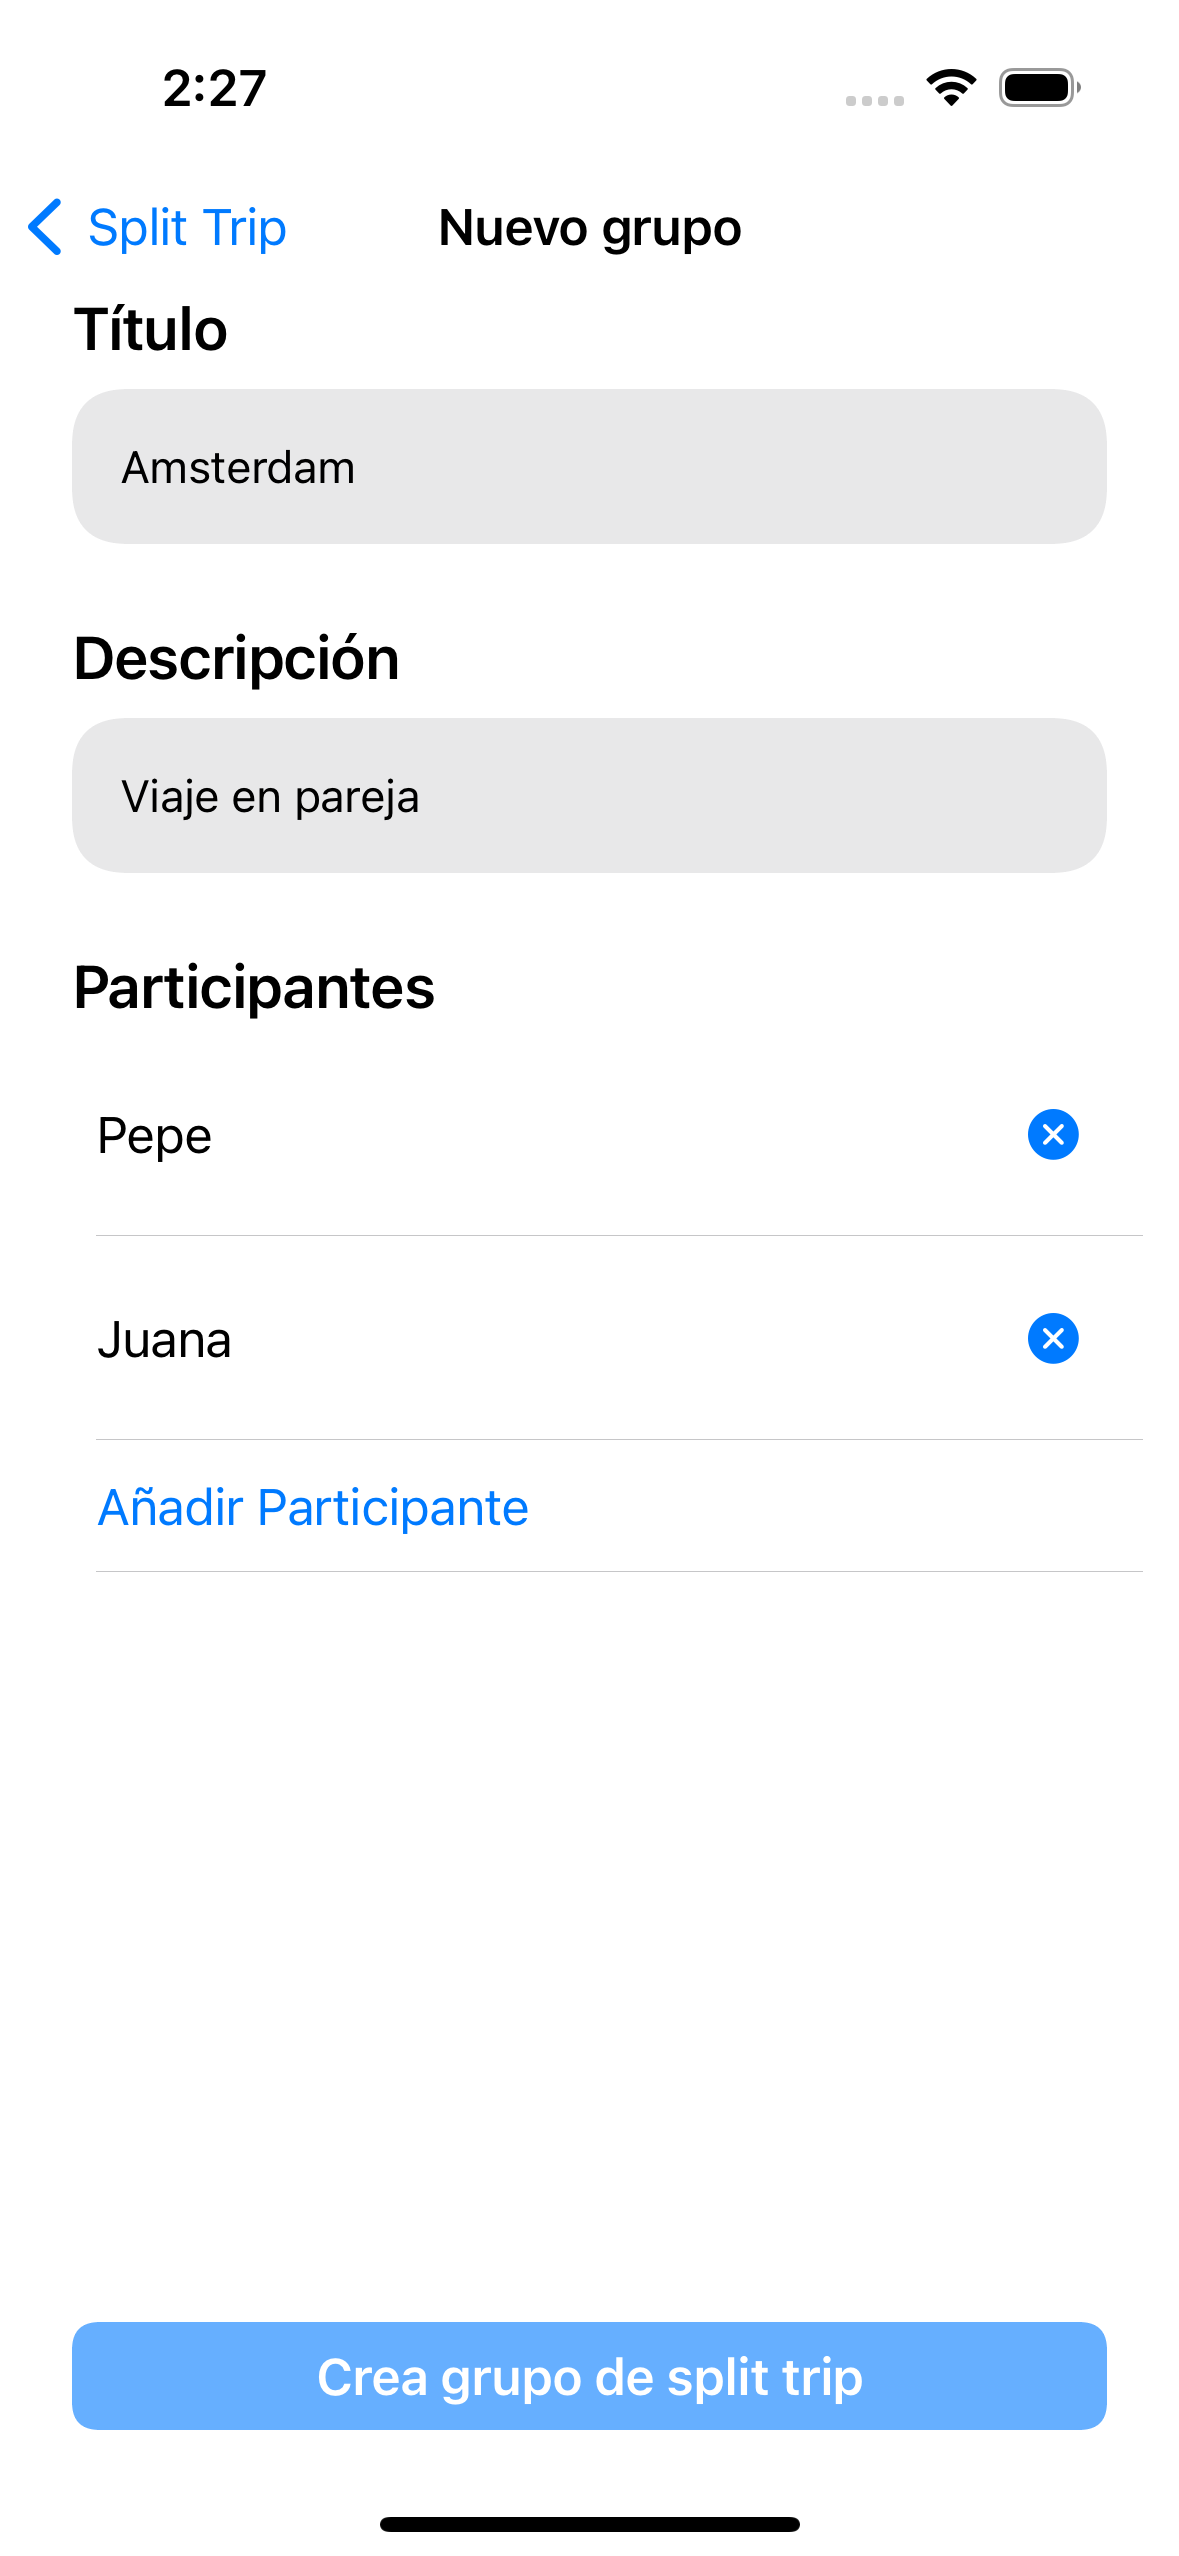 2:27
Split Trip
Nuevo grupo
Título
Amsterdam
Descripción
Viaje en pareja
Participantes
Pepe
Juana
Añadir Participante
Crea grupo de split trip